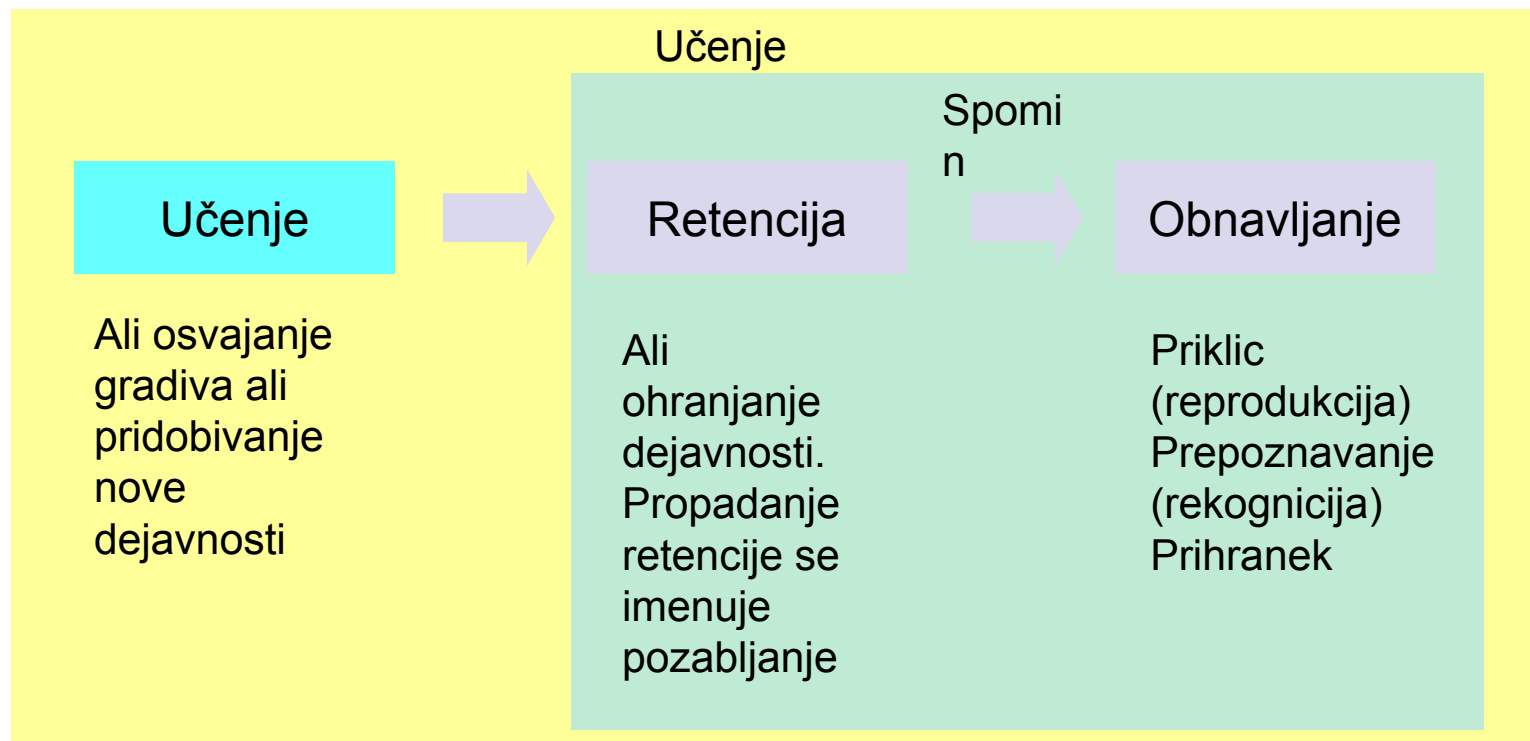 Učenje
Spomi
n
Učenje
Retencija
Obnavljanje
Ali osvajanje
gradiva ali
pridobivanje
nove
dejavnosti
Ali
ohranjanje
dejavnosti.
Propadanje
retencije se
imenuje
pozabljanje
Priklic
(reprodukcija)
Prepoznavanje
(rekognicija)
Prihranek